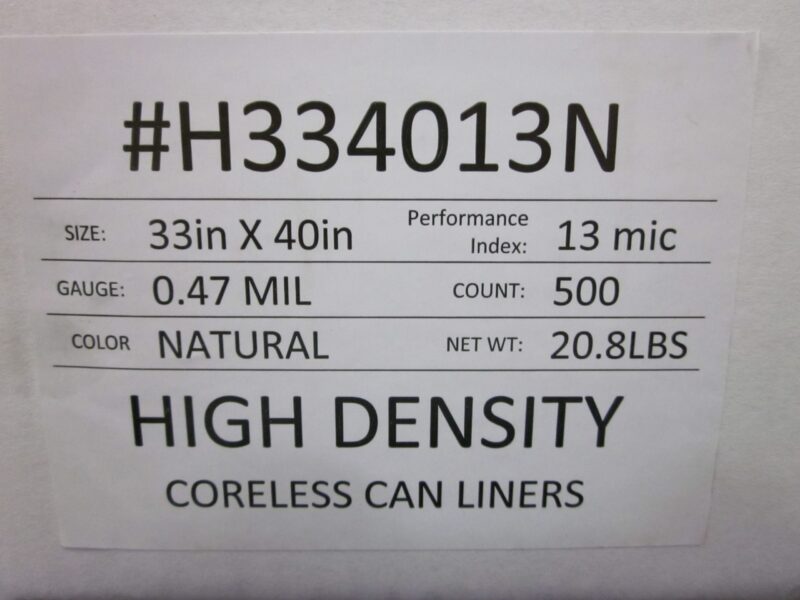 #H334013N
SIZE: 33in X 40in Performance Index: 13 mic
GAUGE: 0.47 MIL COUNT: 500
COLOR NATURAL NET WT: 20.8LBS
HIGH DENSITY
CORELESS CAN LINERS